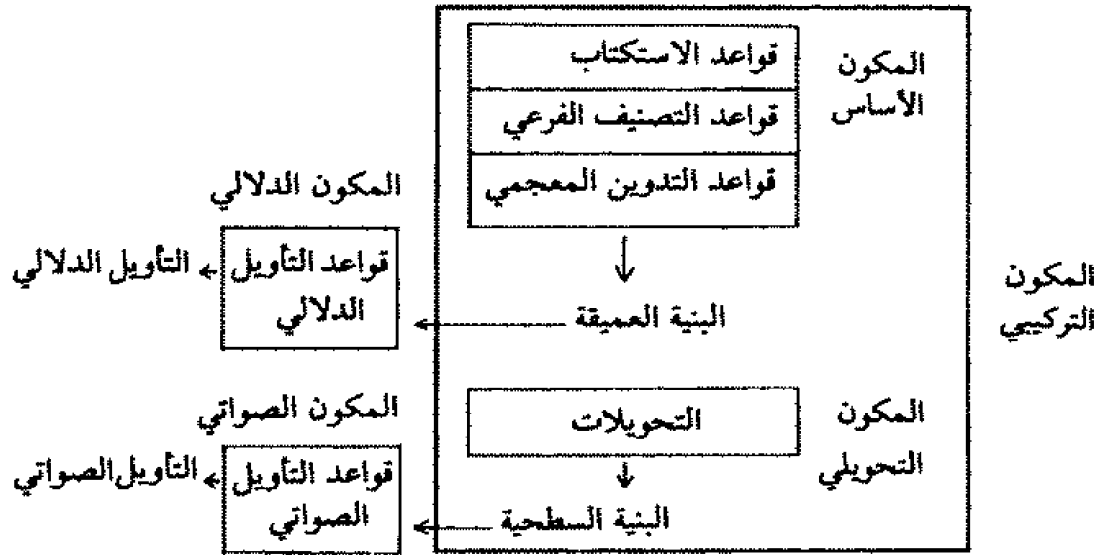 المكون
التركيبي
المكون
الأساس
قواعد الاستكتاب
قواعد التصنيف الفرعي
قواعد التدوين المعجمي
البنية العميقة
المكون الدلالي
قواعد التأويل
الدلالي
التأويل الدلالي
المكون
التحويلي
التحويلات
البنية السطحية
المكون الصواتي
قواعد التأويل
الصواتي
التأويل الصواتي